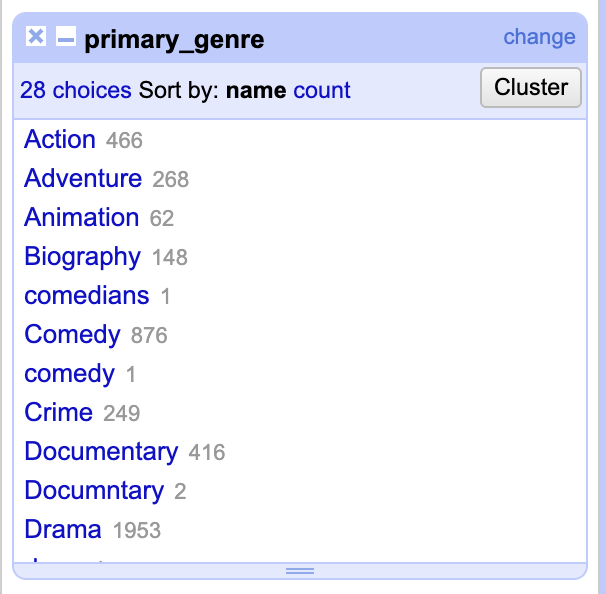 primary_genre change
28 choices Sort by: name count Cluster
Action 466
Adventure 268
Animation 62
Biography 148
comedians 1
Comedy 876
comedy 1
Crime 249
Documentary 416
Documntary 2
Drama 1953